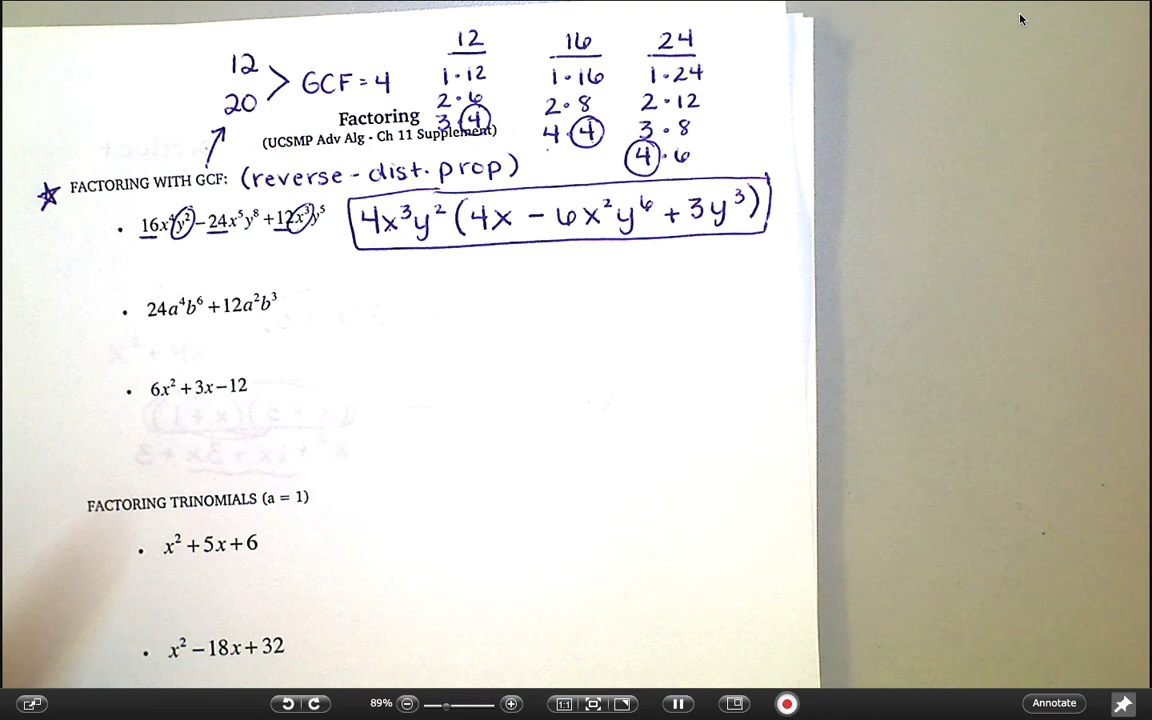 12
20
GCF = 4
12
1·12
2·6
3·4
16
1·16
2·8
4·4
24
1·24
2·12
3·8
4·6
Factoring
(UCSMP Adv Alg - Ch 11 Supplement)
FACTORING WITH GCF: (reverse - dist. prop)
• 16x⁴y² − 24x⁵y⁸ + 12x³y⁵ 4x³y²(4x − 6x²y⁶ + 3y³)
• 24a⁴b⁶ + 12a²b³
• 6x² + 3x − 12
FACTORING TRINOMIALS (a = 1)
• x² + 5x + 6
• x² − 18x + 32
89%
1:1
Annotate